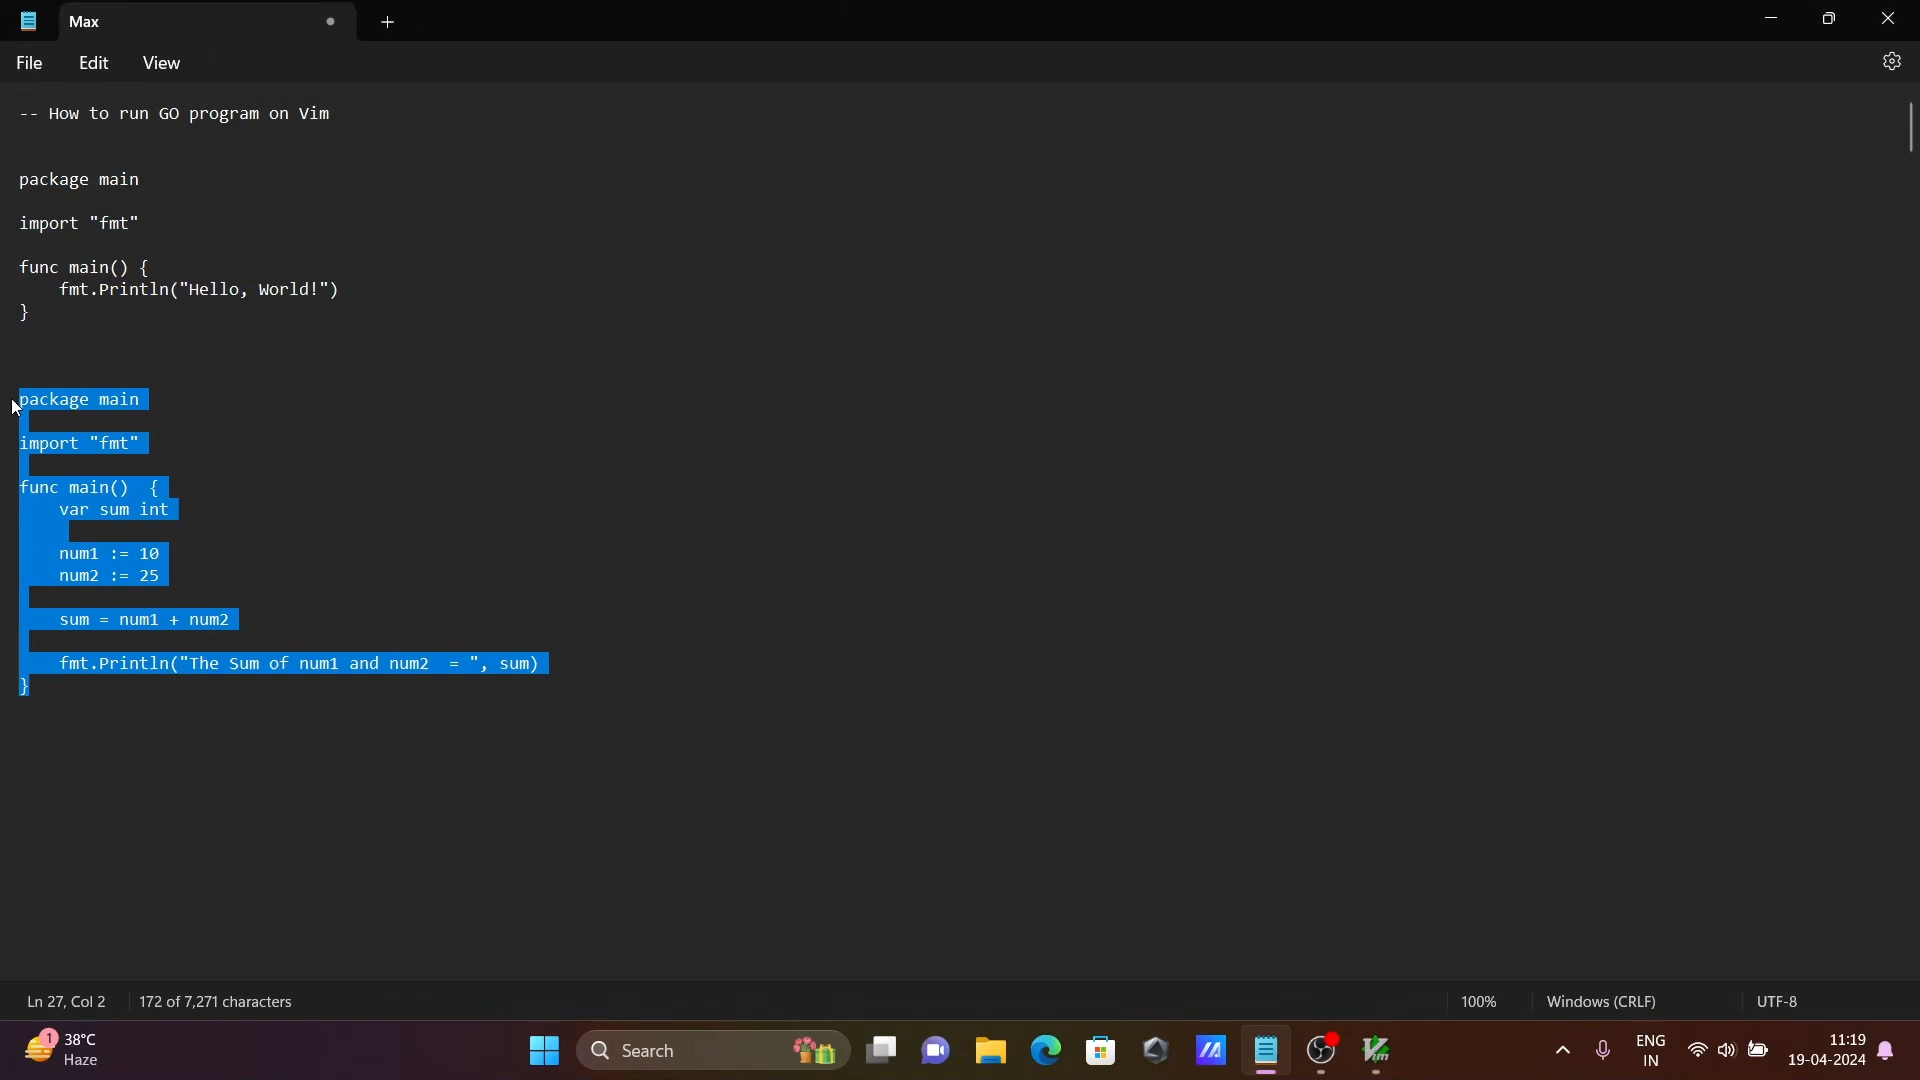 Max
File Edit View
-- How to run GO program on Vim
package main
import "fmt"
func main() {
    fmt.Println("Hello, World!")
}
package main
import "fmt"
func main()  {
    var sum int
    num1 := 10
    num2 := 25
    sum = num1 + num2
    fmt.Println("The Sum of num1 and num2  = ", sum)
}
Ln 27, Col 2 172 of 7,271 characters 100% Windows (CRLF) UTF-8
1 38°C
Haze
Search
Vim
ENG
IN
11:19
19-04-2024